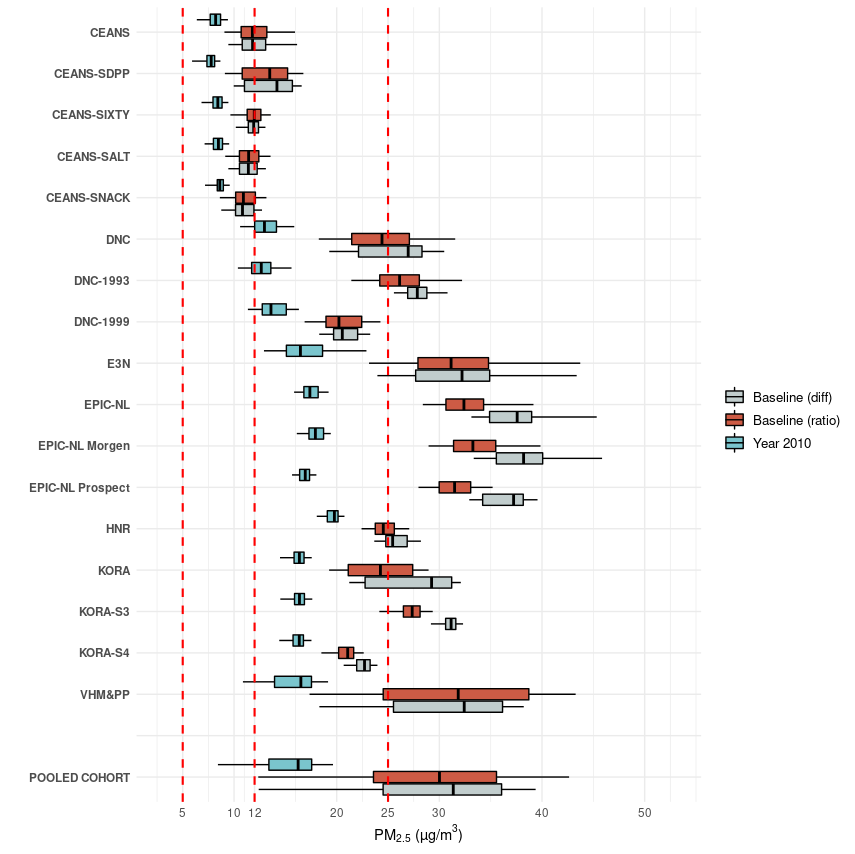 CEANS
CEANS-SDPP
CEANS-SIXTY
CEANS-SALT
CEANS-SNACK
DNC
DNC-1993
DNC-1999
E3N
EPIC-NL
EPIC-NL Morgen
EPIC-NL Prospect
HNR
KORA
KORA-S3
KORA-S4
VHM&PP
POOLED COHORT
Baseline (diff)
Baseline (ratio)
Year 2010
5 10 12 20 25 30 40 50
PM2.5 (µg/m3)